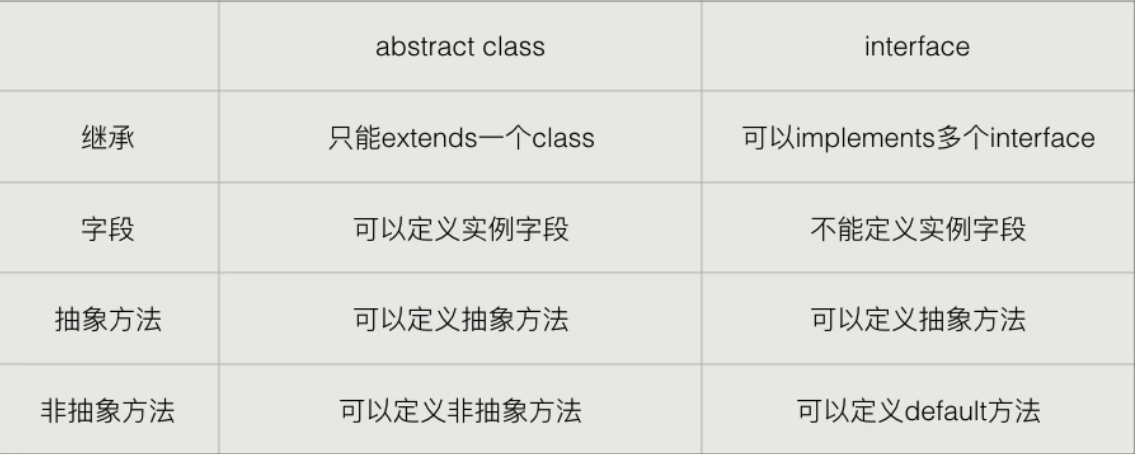 abstract class
interface
继承
只能extends一个class
可以implements多个interface
字段
可以定义实例字段
不能定义实例字段
抽象方法
可以定义抽象方法
可以定义抽象方法
非抽象方法
可以定义非抽象方法
可以定义default方法